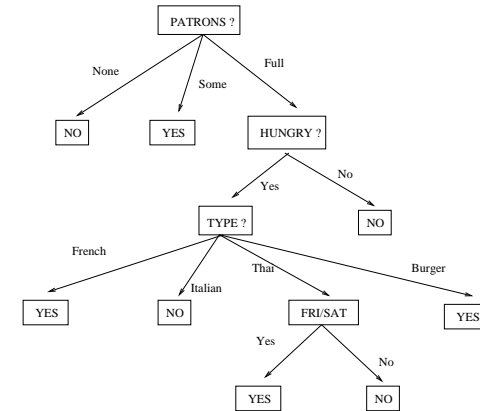 PATRONS ?
None
Some
Full
NO
YES
HUNGRY ?
Yes
No
TYPE ?
NO
French
Italian
Thai
Burger
YES
NO
FRI/SAT
YES
Yes
No
YES
NO